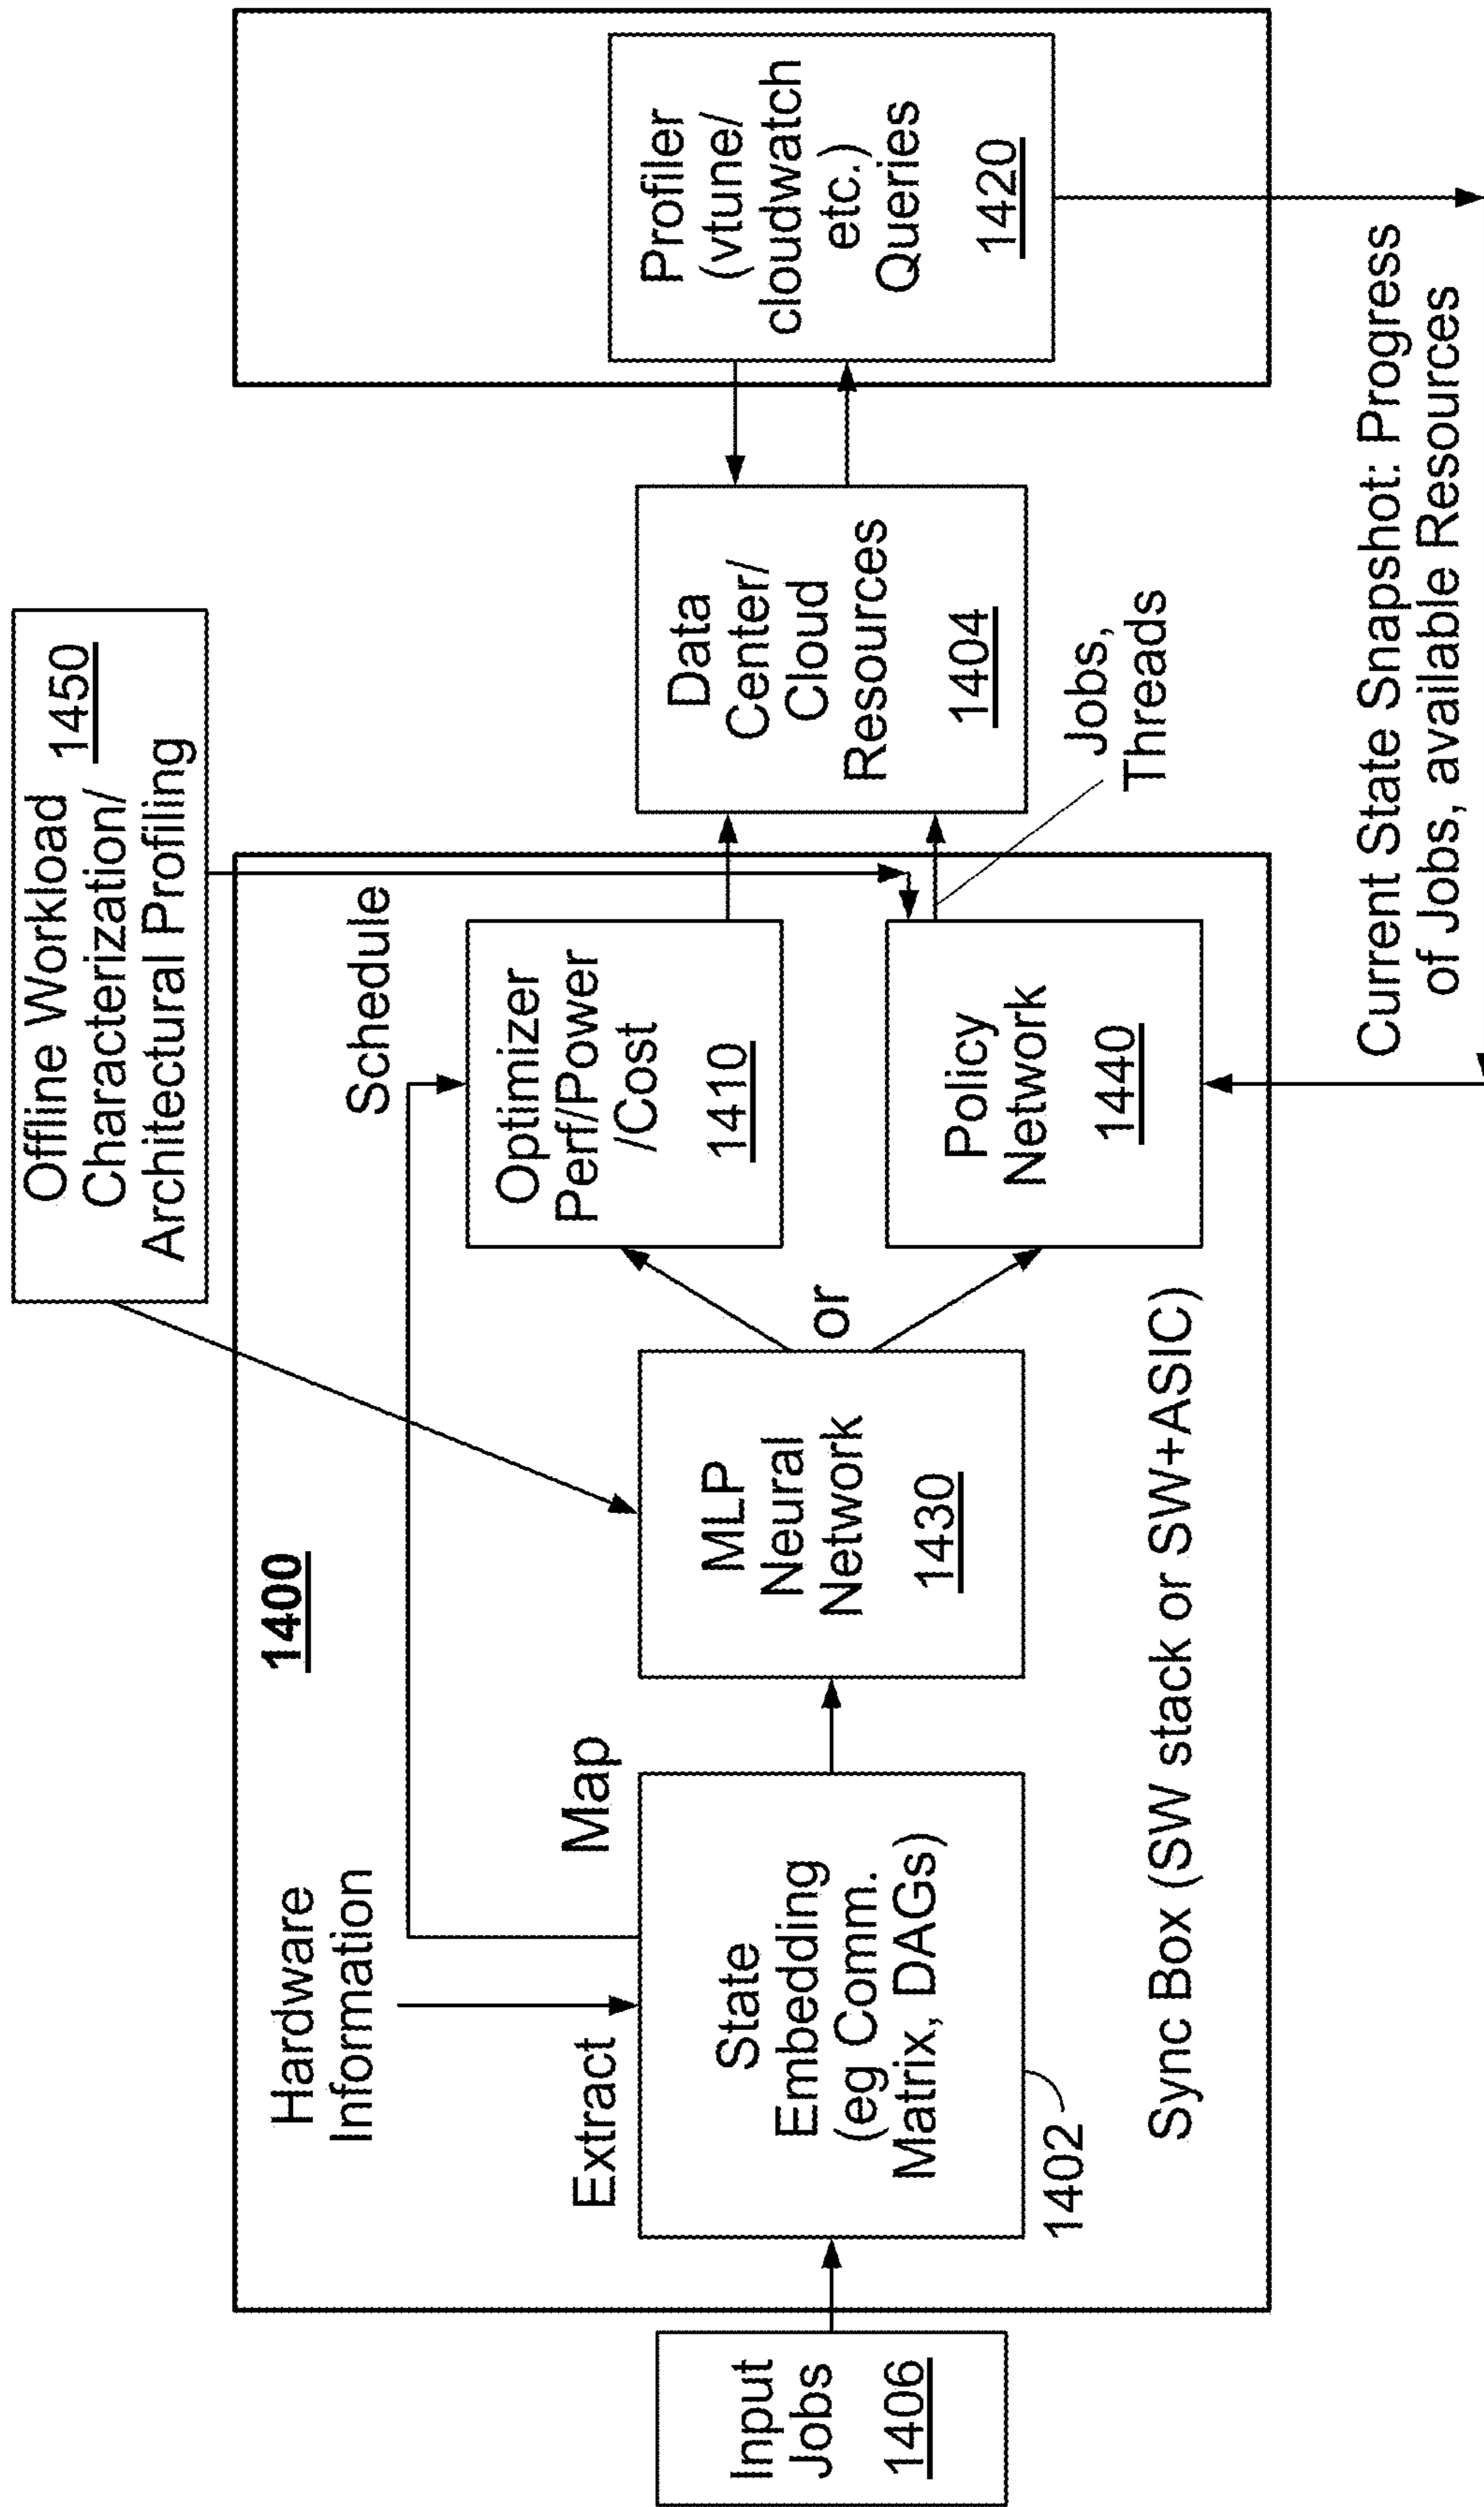 Offline Workload
Characterization/
Architectural Profiling
1450
1400
Hardware
Information
Extract
Map
Schedule
Input
Jobs
1406
State
Embedding
(eg Comm.
Matrix, DAGs)
1402
MLP
Neural
Network
1430
or
Optimizer
Perf/Power
/Cost
1410
Policy
Network
1440
Data
Center/
Cloud
Resources
1404
Jobs,
Threads
Profiler
(vtune/
cloudwatch
etc.)
Queries
1420
Sync Box (SW stack or SW+ASIC)
Current State Snapshot: Progress
of Jobs, available Resources